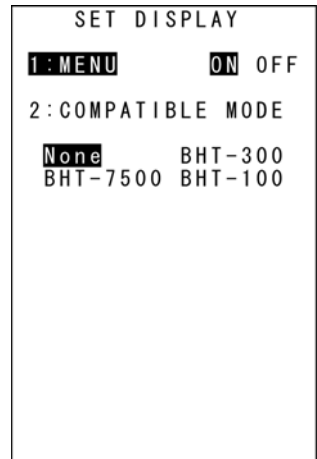 SET DISPLAY
1:MENU ON OFF
2:COMPATIBLE MODE
None BHT-300
BHT-7500 BHT-100